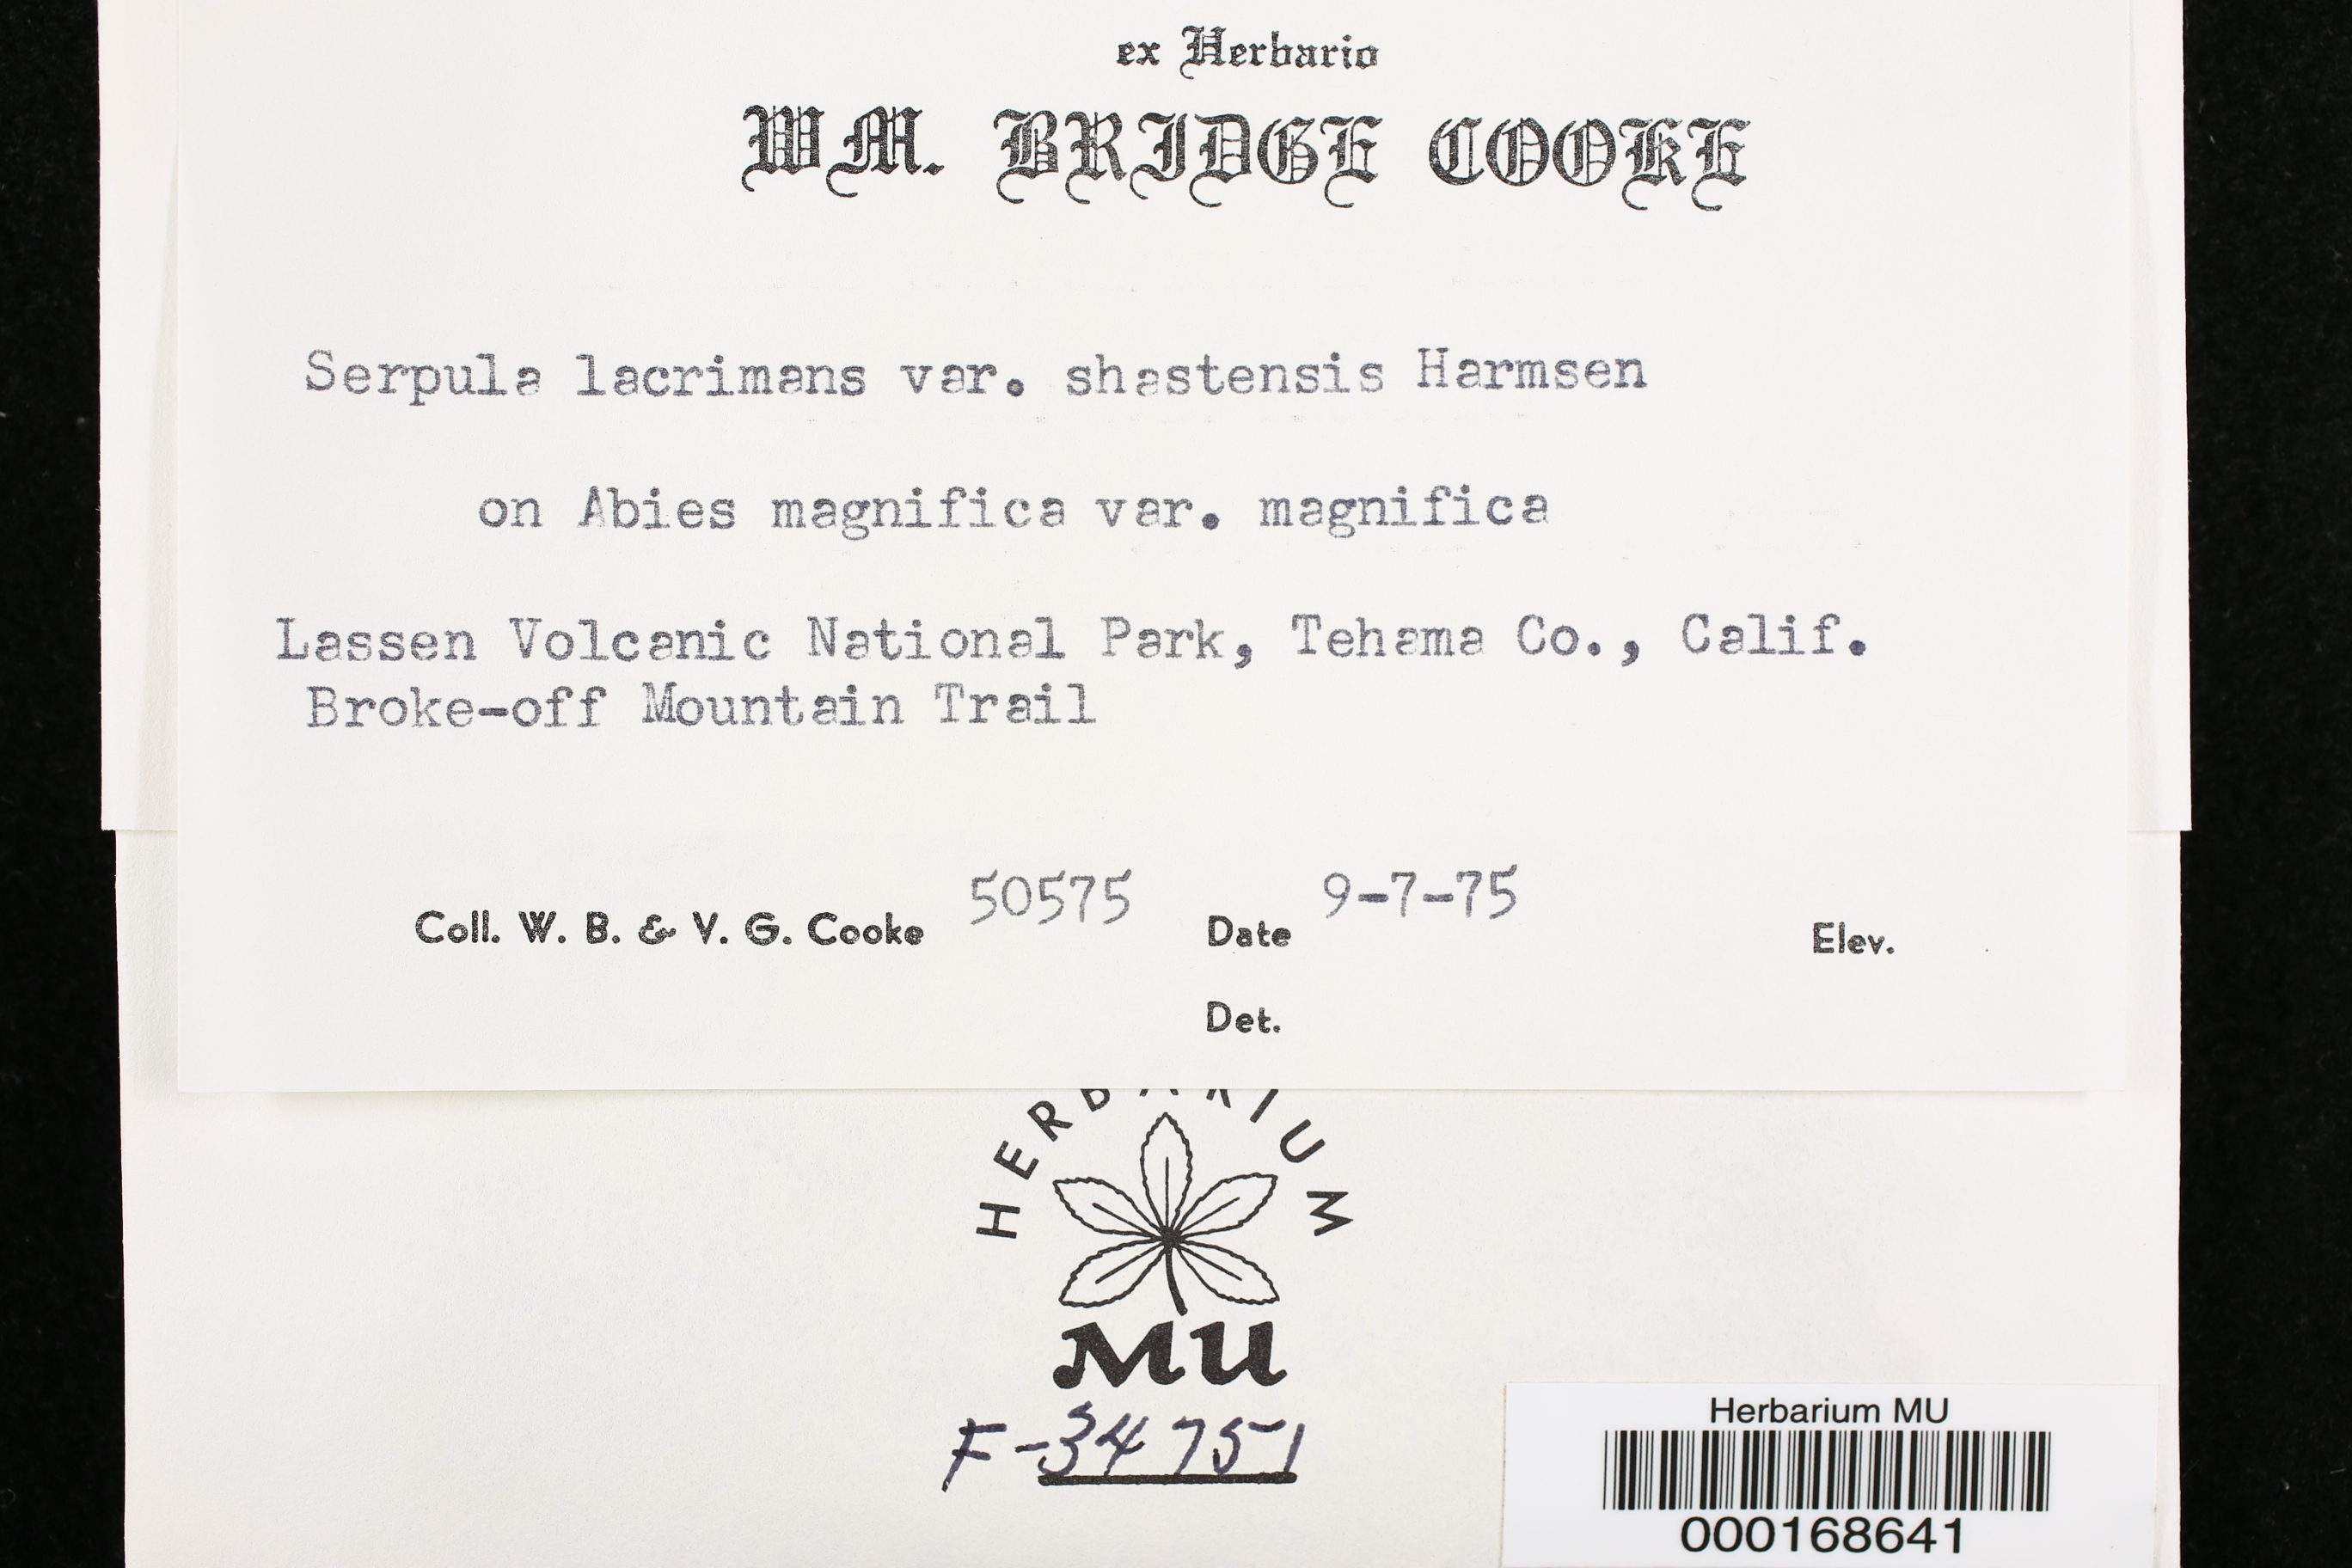 ex Herbario
WM. BRIDGE COOKE
Serpula lacrimans var. shastensis Harmsen
on Abies magnifica var. magnifica
Lassen Volcanic National Park, Tehama Co., Calif.
Broke-off Mountain Trail
Coll. W. B. & V. G. Cooke 50575 Date 9-7-75 Elev.
Det.
HERBARIUM
MU
F-34751
Herbarium MU
000168641